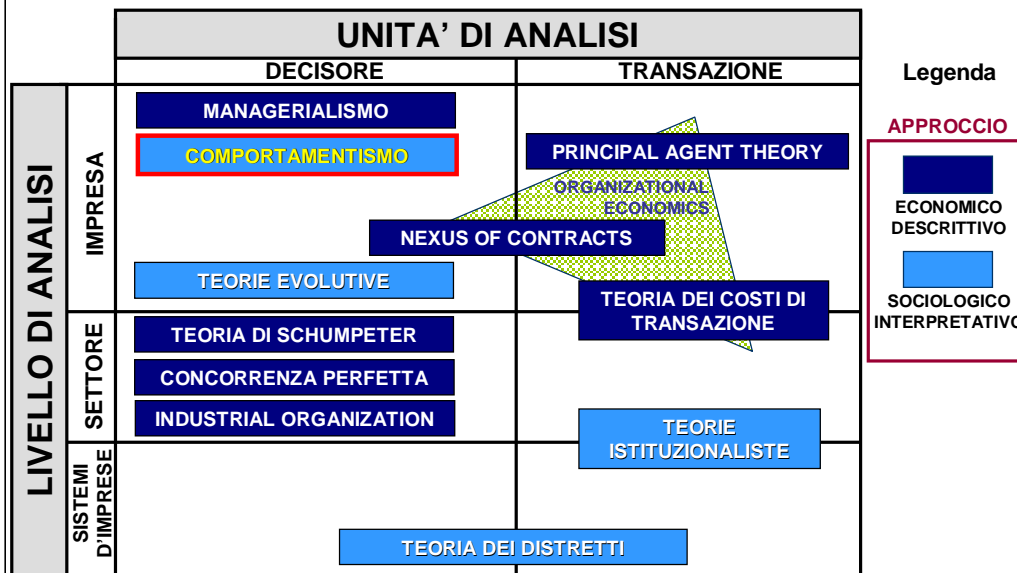 UNITA' DI ANALISI
DECISORE
TRANSAZIONE
LIVELLO DI ANALISI
IMPRESA
MANAGERIALISMO
COMPORTAMENTISMO
PRINCIPAL AGENT THEORY
ORGANIZATIONAL
ECONOMICS
NEXUS OF CONTRACTS
TEORIE EVOLUTIVE
TEORIA DEI COSTI DI
TRANSAZIONE
SETTORE
TEORIA DI SCHUMPETER
CONCORRENZA PERFETTA
INDUSTRIAL ORGANIZATION
TEORIE
ISTITUZIONALISTE
SISTEMI
D'IMPRESE
TEORIA DEI DISTRETTI
Legenda
APPROCCIO
ECONOMICO
DESCRITTIVO
SOCIOLOGICO
INTERPRETATIVO